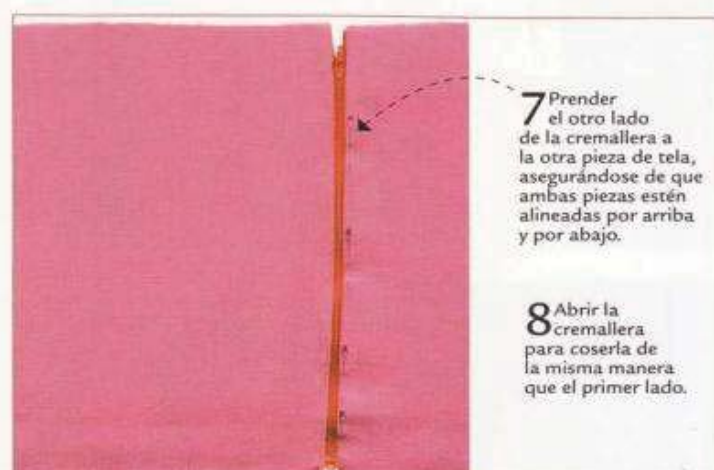 7 Prender
el otro lado
de la cremallera a
la otra pieza de tela,
asegurándose de que
ambas piezas estén
alineadas por arriba
y por abajo.
8 Abrir la
cremallera
para coserla de
la misma manera
que el primer lado.